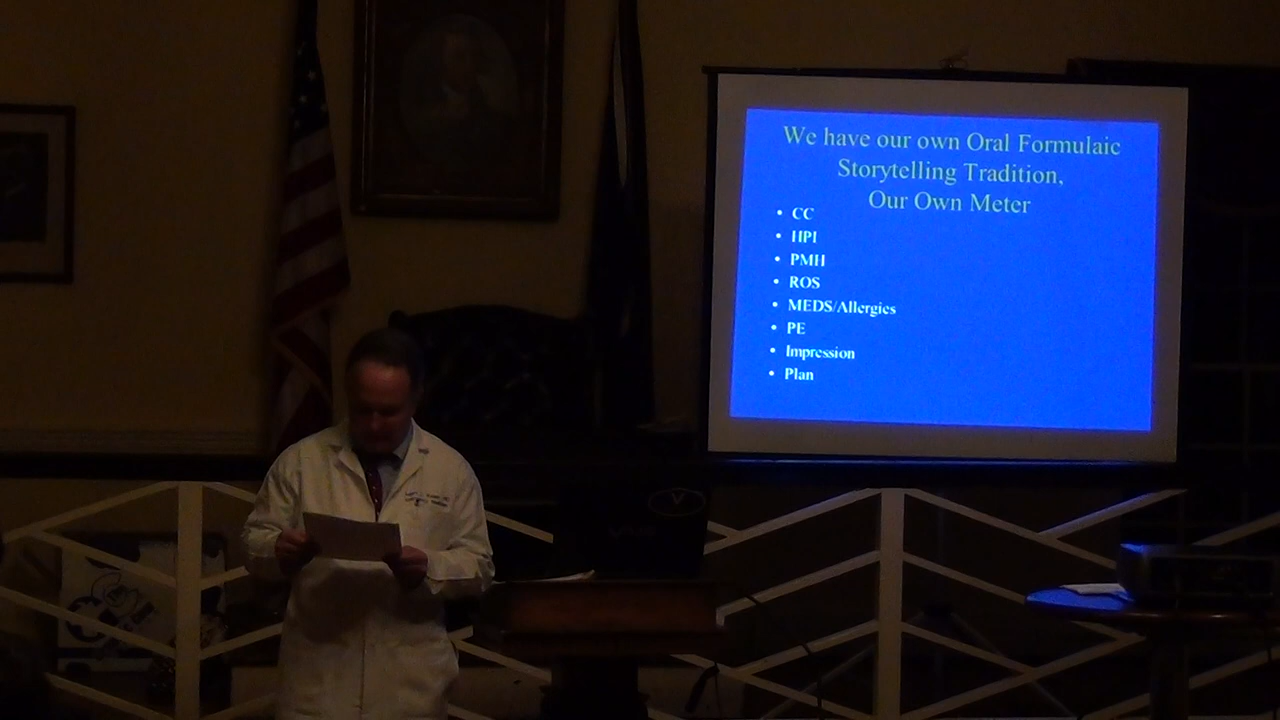 We have our own Oral Formulaic
Storytelling Tradition,
Our Own Meter
• CC
• HPI
• PMH
• ROS
• MEDS/Allergies
• PE
• Impression
• Plan
V